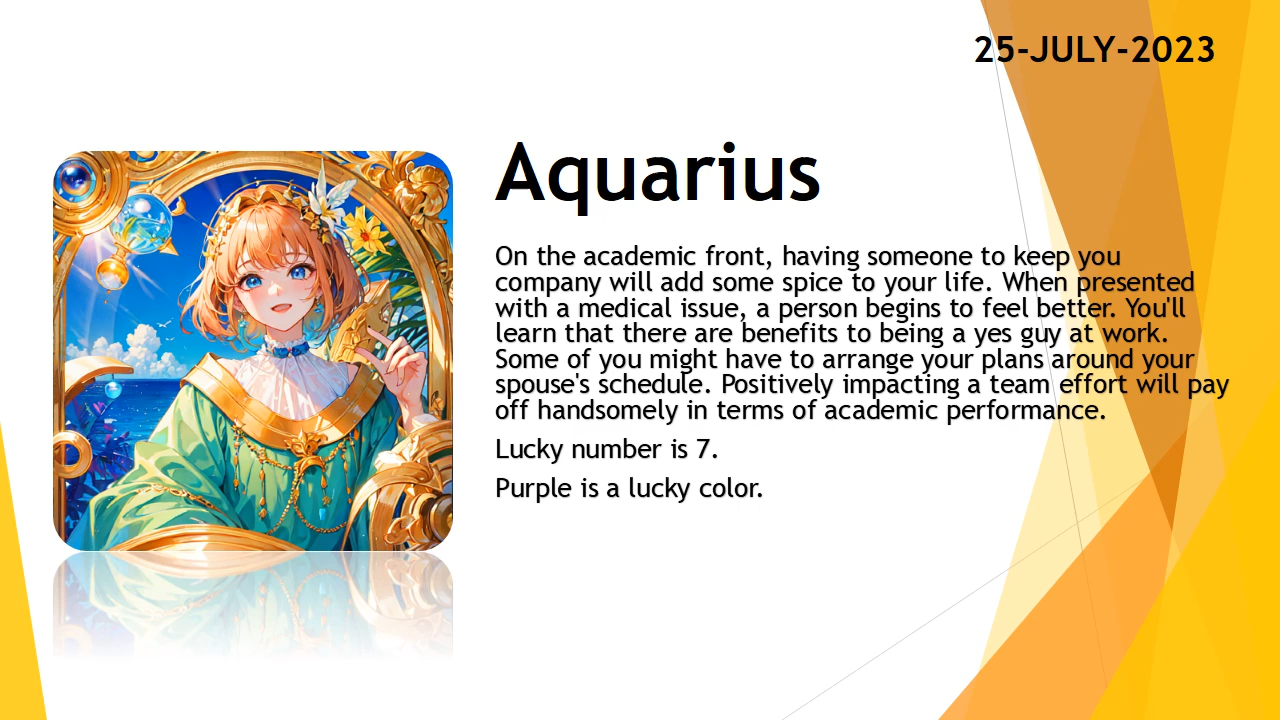 25-JULY-2023
Aquarius
On the academic front, having someone to keep you
company will add some spice to your life. When presented
with a medical issue, a person begins to feel better. You'll
learn that there are benefits to being a yes guy at work.
Some of you might have to arrange your plans around your
spouse's schedule. Positively impacting a team effort will pay
off handsomely in terms of academic performance.
Lucky number is 7.
Purple is a lucky color.